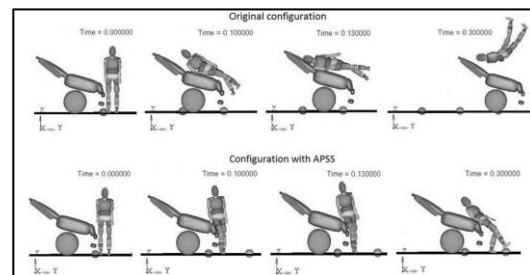 Original configuration
Time = 0.000000
Time = 0.100000
Time = 0.130000
Time = 0.300000
Z
Y
Z
Y
Z
Y
Z
Y
Configuration with APSS
Time = 0.000000
Time = 0.100000
Time = 0.130000
Time = 0.300000
Z
Y
Z
Y
Z
Y
Z
Y